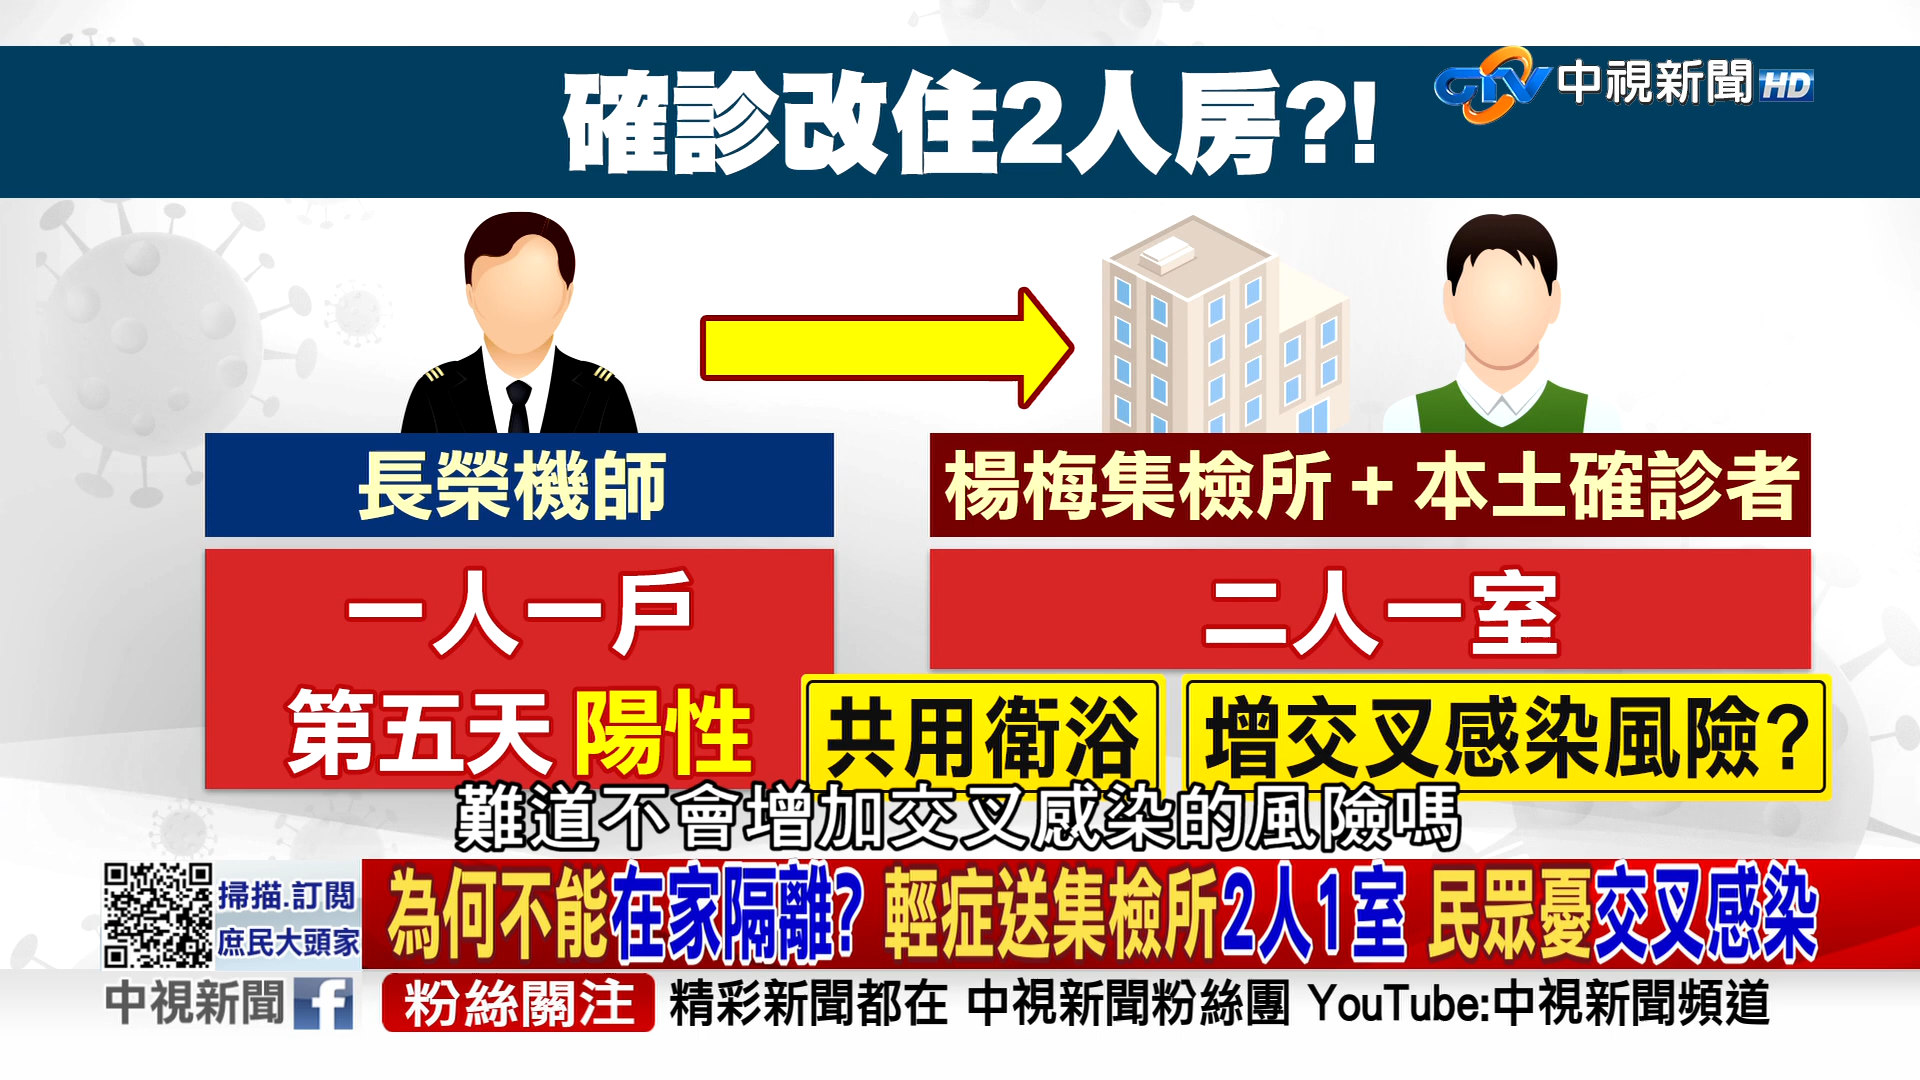 確診改住2人房?!
CTV 中視新聞 HD
長榮機師
楊梅集檢所+本土確診者
一人一戶
二人一室
第五天 陽性
共用衛浴
增交叉感染風險?
難道不會增加交叉感染的風險嗎
掃描.訂閱
庶民大頭家
為何不能在家隔離? 輕症送集檢所2人1室 民眾憂交叉感染
中視新聞 f
粉絲關注
精彩新聞都在 中視新聞粉絲團 YouTube:中視新聞頻道